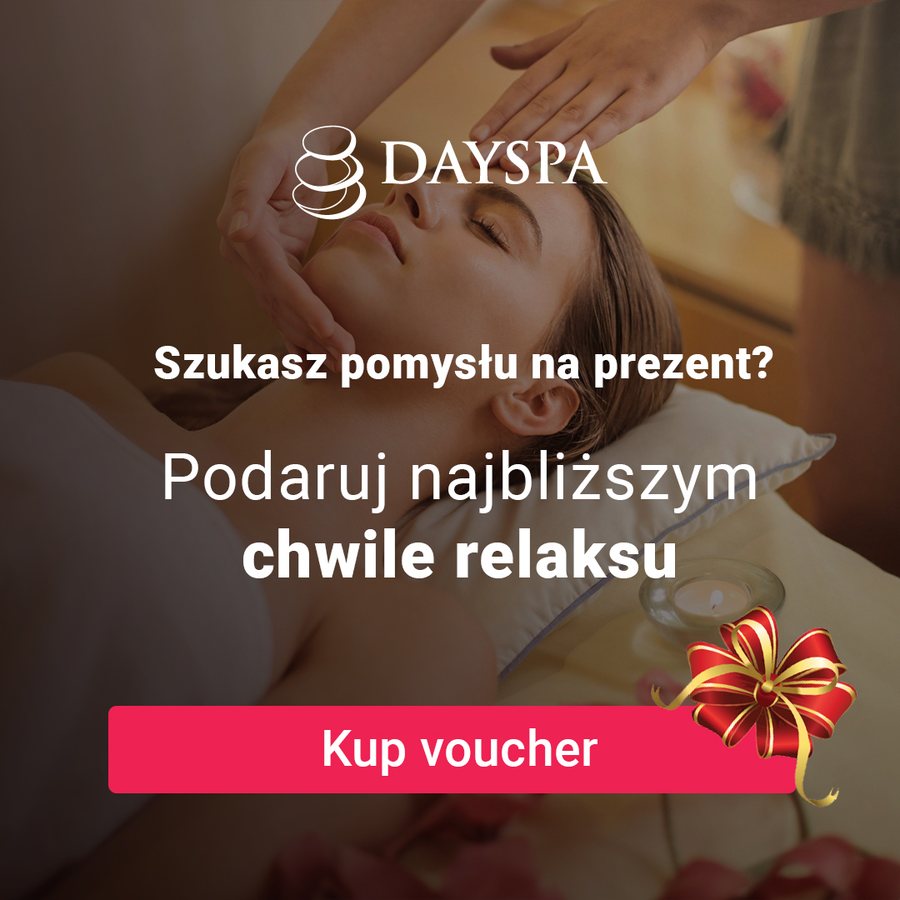 DAYSPA
Szukasz pomysłu na prezent?
Podaruj najbliższym
chwile relaksu
Kup voucher